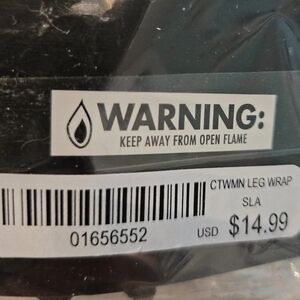 WARNING:
KEEP AWAY FROM OPEN FLAME
CTWMN LEG WRAP
SLA
01656552
USD $14.99